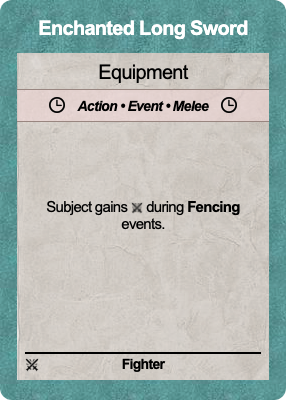 Enchanted Long Sword
Equipment
Action • Event • Melee
Subject gains ⚔ during Fencing
events.
Fighter